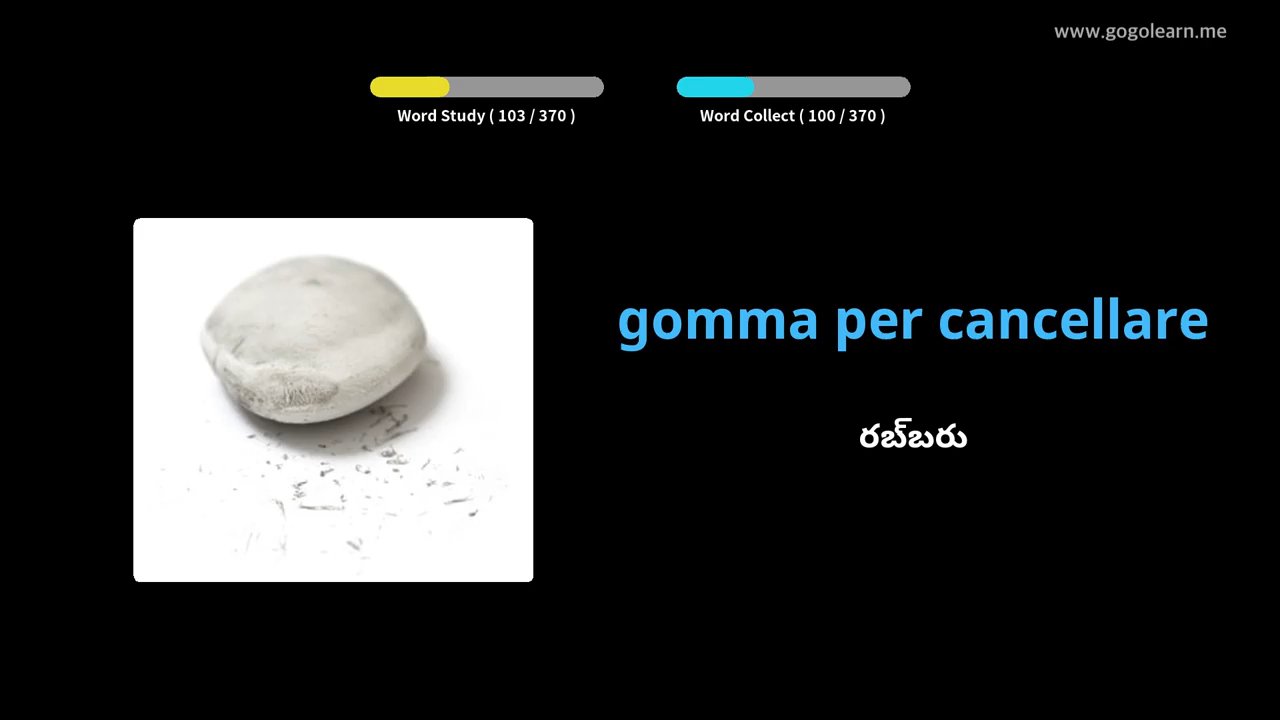 www.gogolearn.me
Word Study ( 103 / 370 )
Word Collect ( 100 / 370 )
gomma per cancellare
రబ్‌బరు